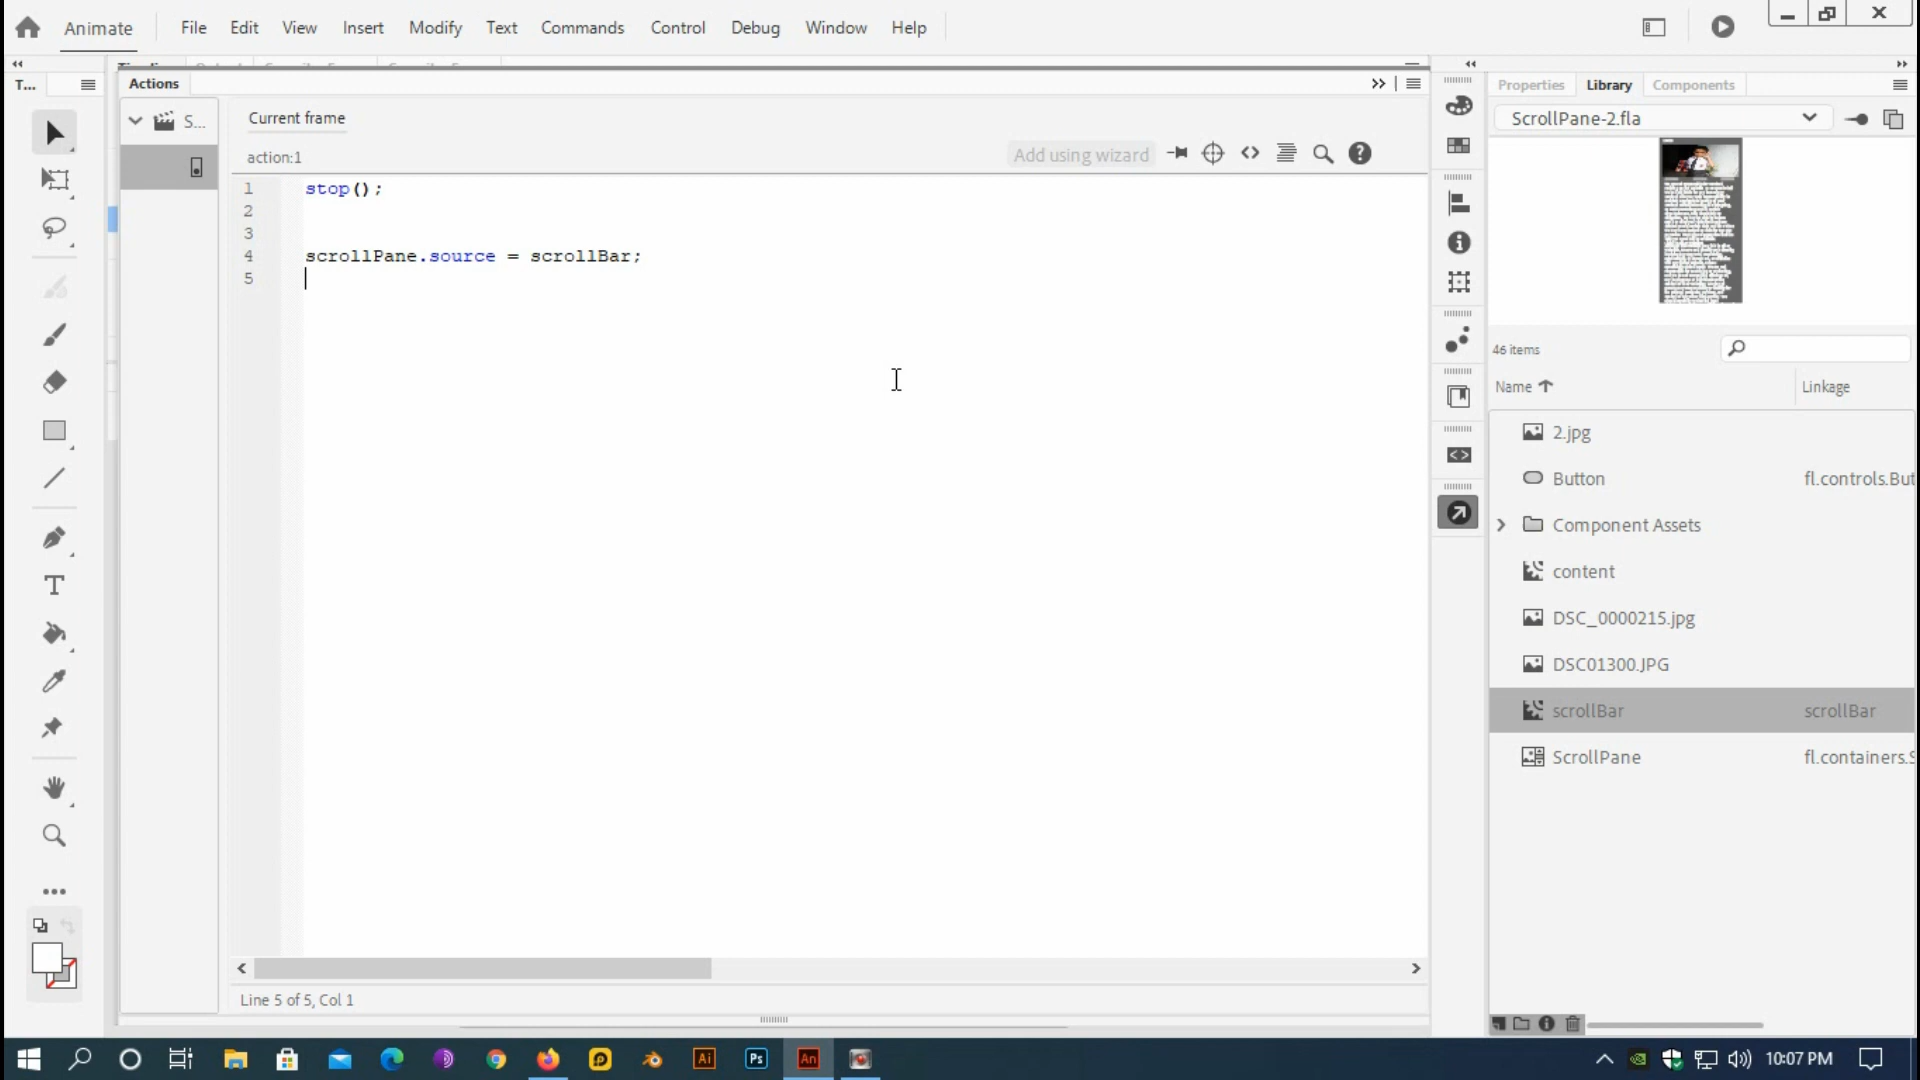 Animate
File Edit View Insert Modify Text Commands Control Debug Window Help
T...
Actions
Properties Library Components
S...
Current frame
ScrollPane-2.fla
action:1
Add using wizard
1 stop();
2
3
4 scrollPane.source = scrollBar;
5
46 items
Name Linkage
2.jpg
Button fl.controls.But
Component Assets
content
DSC_0000215.jpg
DSC01300.JPG
scrollBar scrollBar
ScrollPane fl.containers.S
Line 5 of 5, Col 1
Ai Ps An
10:07 PM